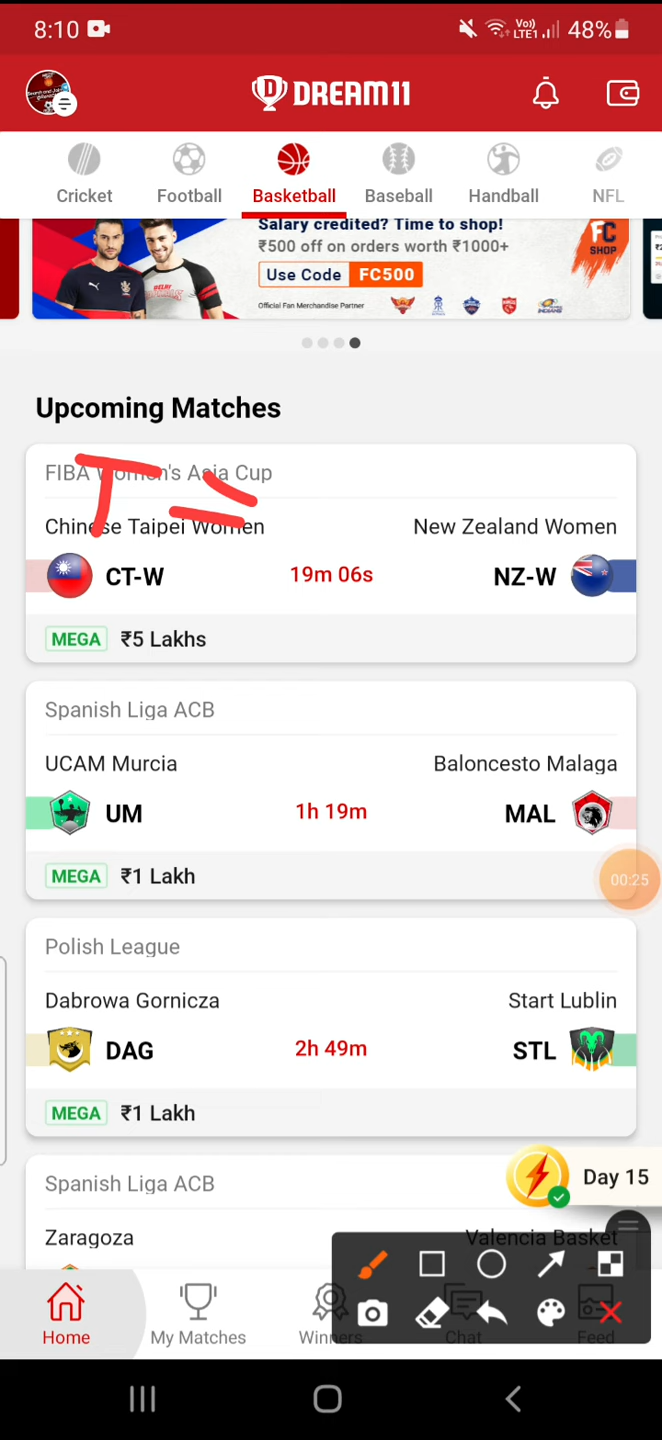 8:10
Vo)) LTE1 48%
DREAM11
Cricket Football Basketball Baseball Handball NFL
Salary credited? Time to shop!
₹500 off on orders worth ₹1000+
Use Code FC500
FC SHOP
Official Fan Merchandise Partner
Upcoming Matches
FIBA Women's Asia Cup
Chinese Taipei Women New Zealand Women
CT-W 19m 06s NZ-W
MEGA ₹5 Lakhs
Spanish Liga ACB
UCAM Murcia Baloncesto Malaga
UM 1h 19m MAL
MEGA ₹1 Lakh
00:25
Polish League
Dabrowa Gornicza Start Lublin
DAG 2h 49m STL
MEGA ₹1 Lakh
Spanish Liga ACB
Day 15
Zaragoza Valencia Basket
Home My Matches Winners Chat Feed